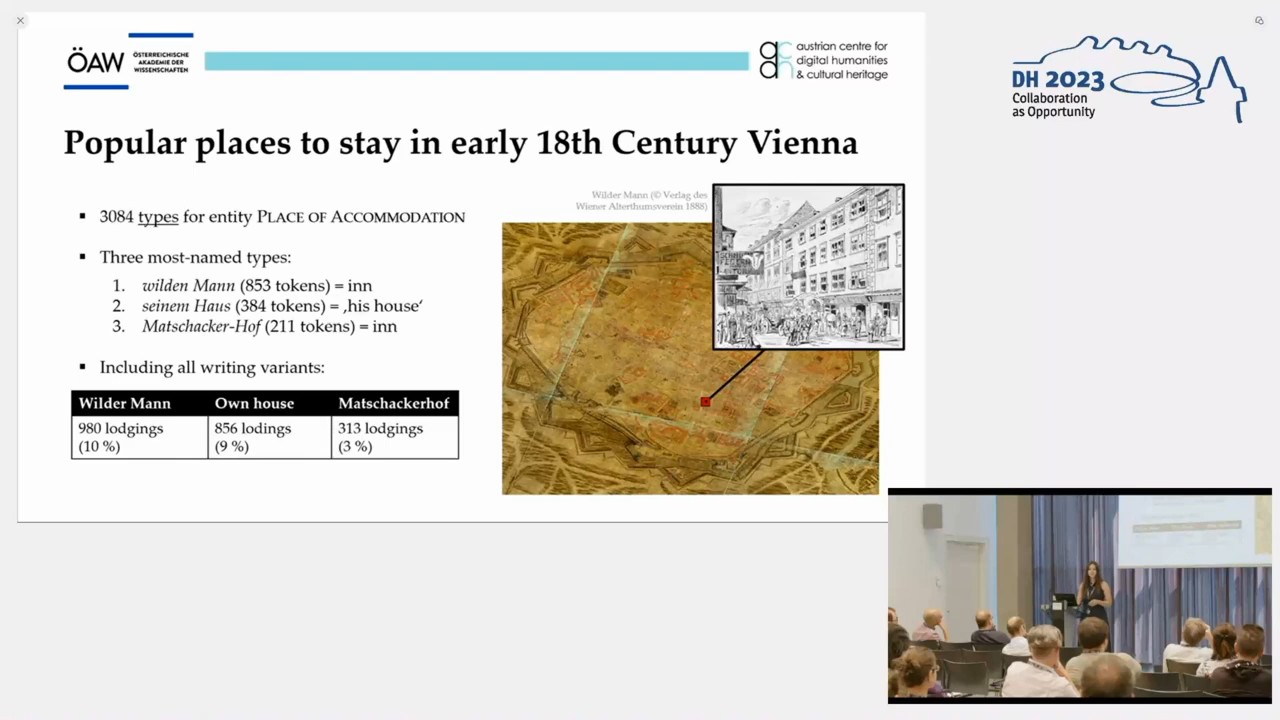 ÖAW
ÖSTERREICHISCHE
AKADEMIE DER
WISSENSCHAFTEN
austrian centre for
digital humanities
& cultural heritage
DH 2023
Collaboration
as Opportunity
Popular places to stay in early 18th Century Vienna
Wilder Mann (© Verlag des
Wiener Alterthumsverein 1888)
▪ 3084 types for entity PLACE OF ACCOMMODATION
▪ Three most-named types:
1. wilden Mann (853 tokens) = inn
2. seinem Haus (384 tokens) = ‚his house‘
3. Matschacker-Hof (211 tokens) = inn
▪ Including all writing variants:
Wilder Mann Own house Matschackerhof
980 lodgings 856 lodings 313 lodgings
(10 %) (9 %) (3 %)